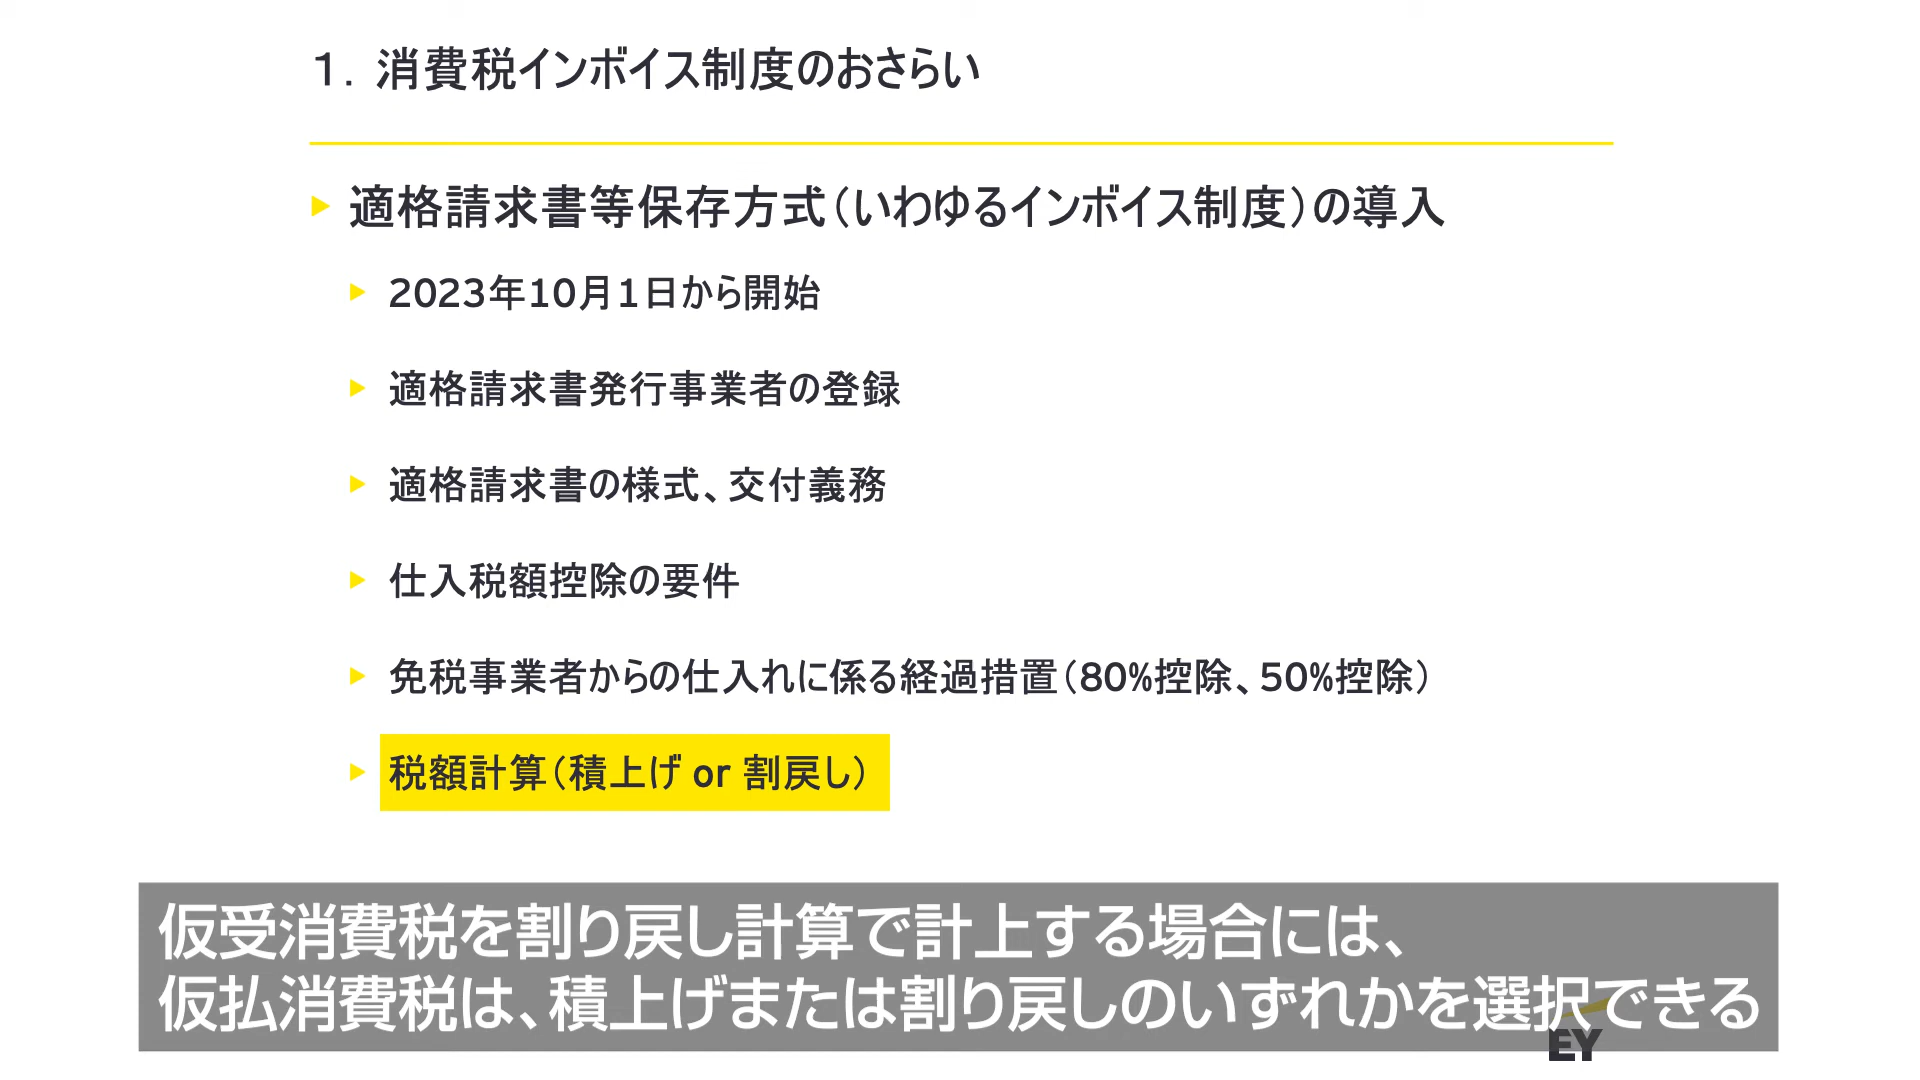 １．消費税インボイス制度のおさらい
適格請求書等保存方式（いわゆるインボイス制度）の導入
2023年10月1日から開始
適格請求書発行事業者の登録
適格請求書の様式、交付義務
仕入税額控除の要件
免税事業者からの仕入れに係る経過措置（80%控除、50%控除）
税額計算（積上げ or 割戻し）
仮受消費税を割り戻し計算で計上する場合には、
仮払消費税は、積上げまたは割り戻しのいずれかを選択できる
EY